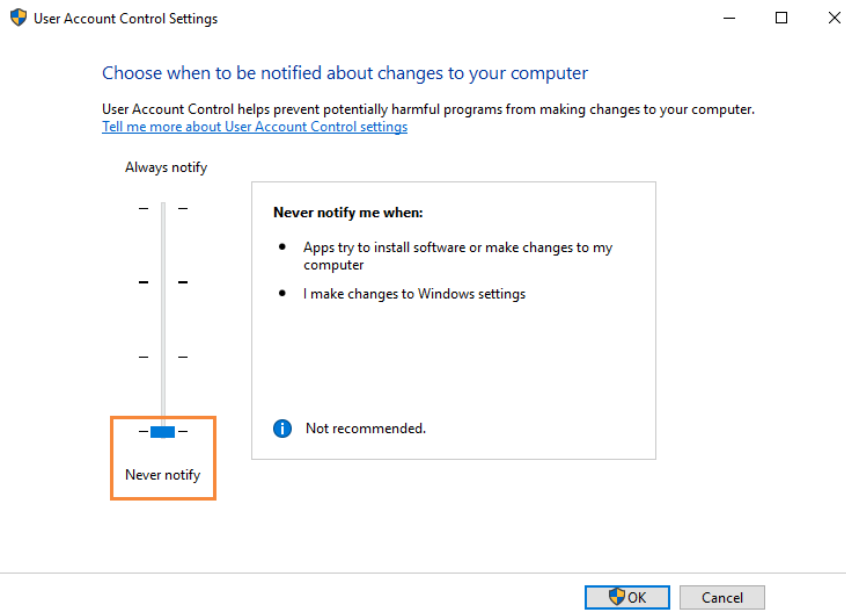 User Account Control Settings
Choose when to be notified about changes to your computer
User Account Control helps prevent potentially harmful programs from making changes to your computer.
Tell me more about User Account Control settings
Always notify
Never notify me when:
Apps try to install software or make changes to my
computer
I make changes to Windows settings
Not recommended.
Never notify
OK
Cancel